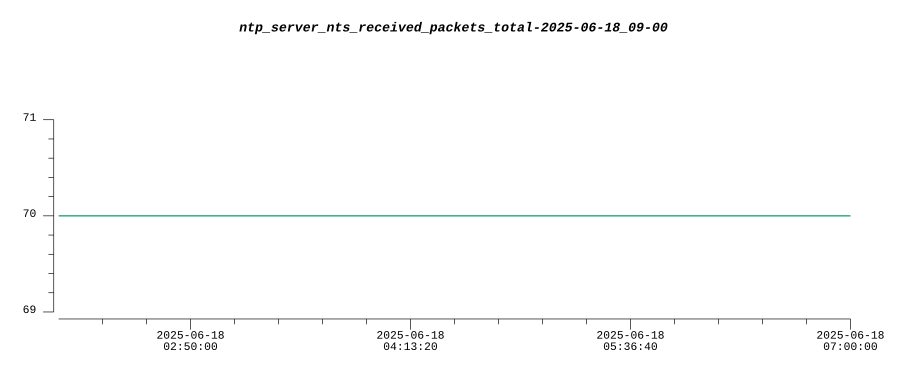 ntp_server_nts_received_packets_total-2025-06-18_09-00
71
70
69
2025-06-18 2025-06-18 2025-06-18 2025-06-18
02:50:00 04:13:20 05:36:40 07:00:00